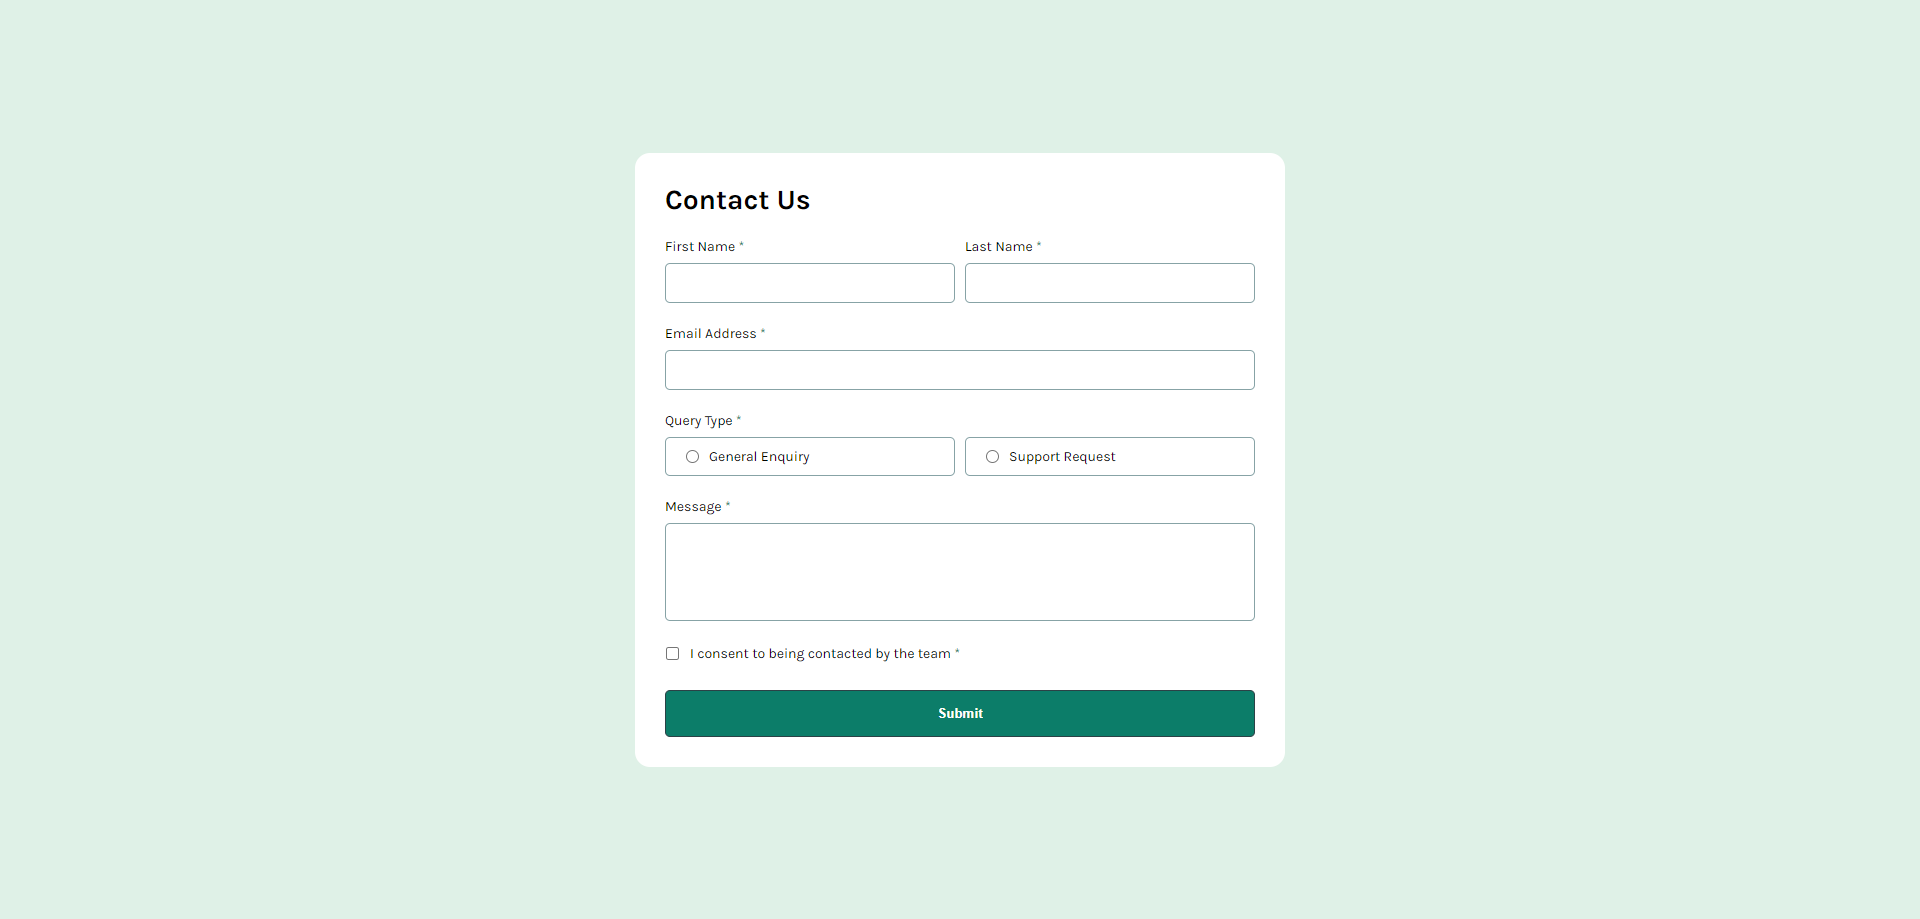 Contact Us
First Name * Last Name *
Email Address *
Query Type *
General Enquiry Support Request
Message *
I consent to being contacted by the team *
Submit